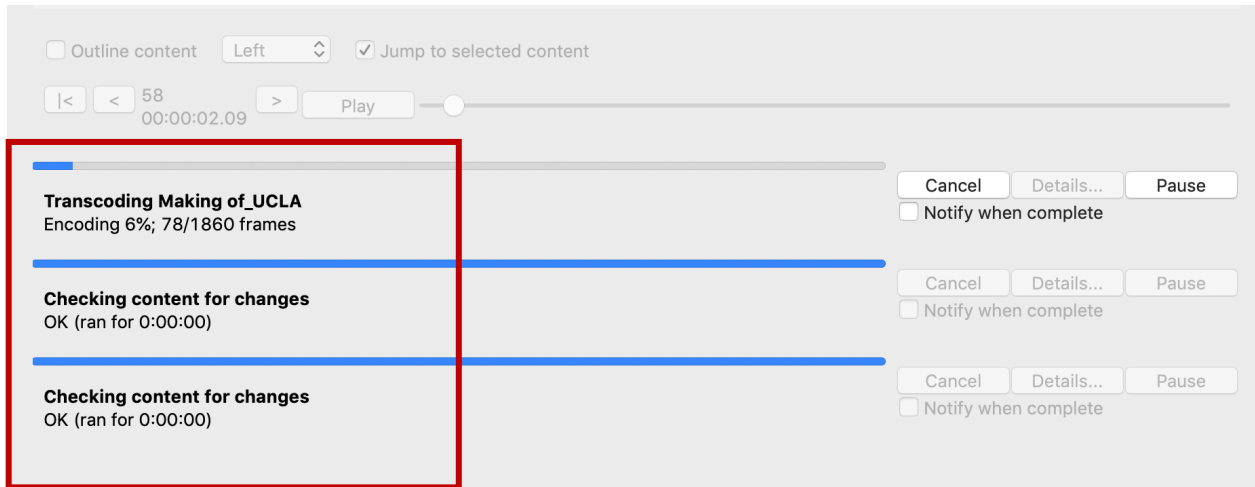 Outline content Left Jump to selected content
|< < 58 > Play
00:00:02.09
Transcoding Making of_UCLA
Encoding 6%; 78/1860 frames
Cancel Details... Pause
Notify when complete
Checking content for changes
OK (ran for 0:00:00)
Cancel Details... Pause
Notify when complete
Checking content for changes
OK (ran for 0:00:00)
Cancel Details... Pause
Notify when complete